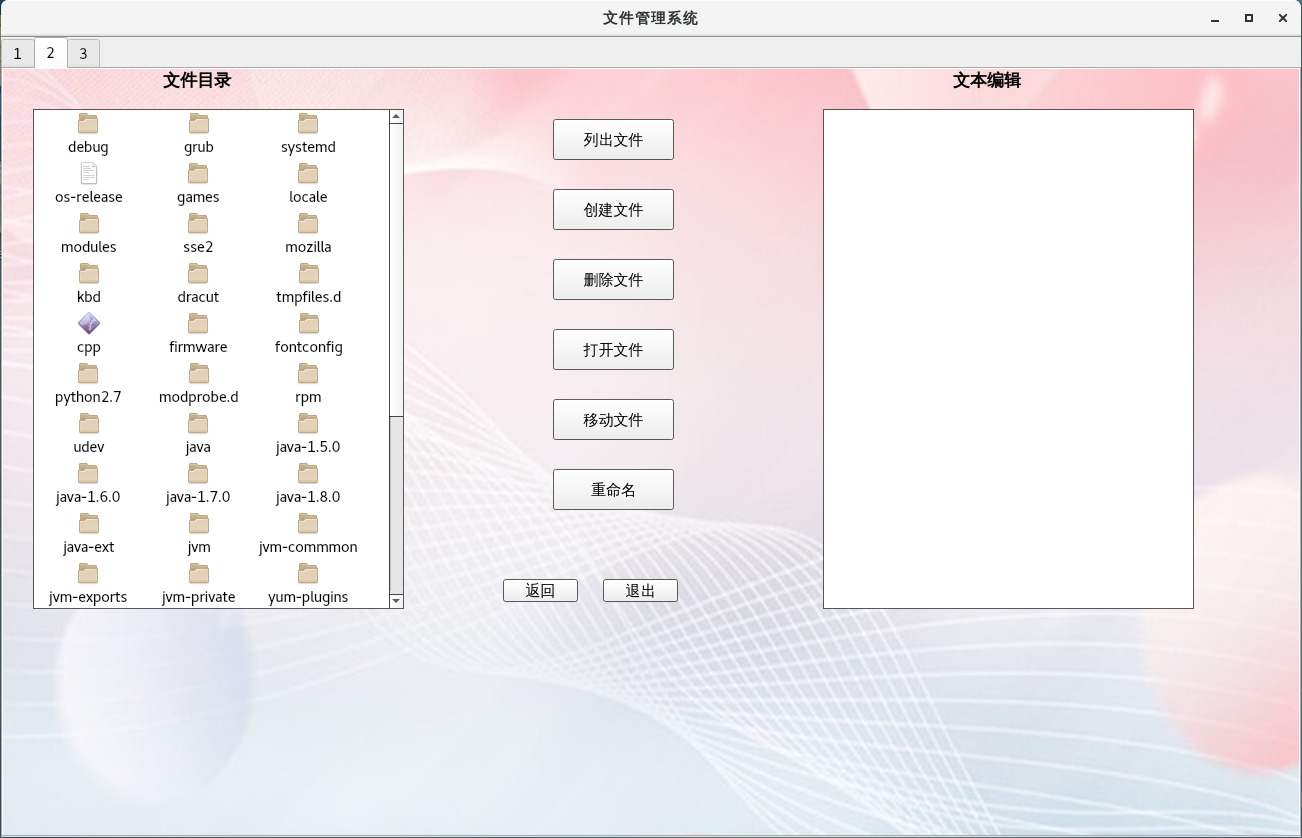 文件管理系统
1 2 3
文件目录
文本编辑
debug grub systemd
os-release games locale
modules sse2 mozilla
kbd dracut tmpfiles.d
cpp firmware fontconfig
python2.7 modprobe.d rpm
udev java java-1.5.0
java-1.6.0 java-1.7.0 java-1.8.0
java-ext jvm jvm-commmon
jvm-exports jvm-private yum-plugins
列出文件
创建文件
删除文件
打开文件
移动文件
重命名
返回 退出